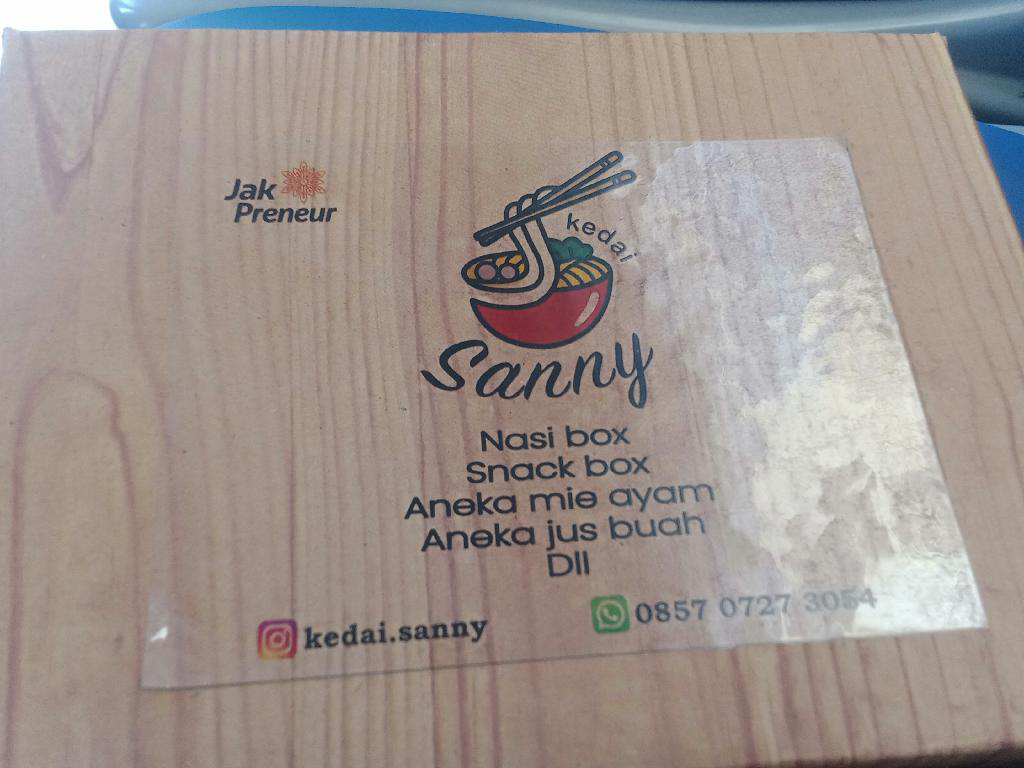 Jak
Preneur
kedai
Sanny
Nasi box
Snack box
Aneka mie ayam
Aneka jus buah
Dll
kedai.sanny
0857 0727 3054